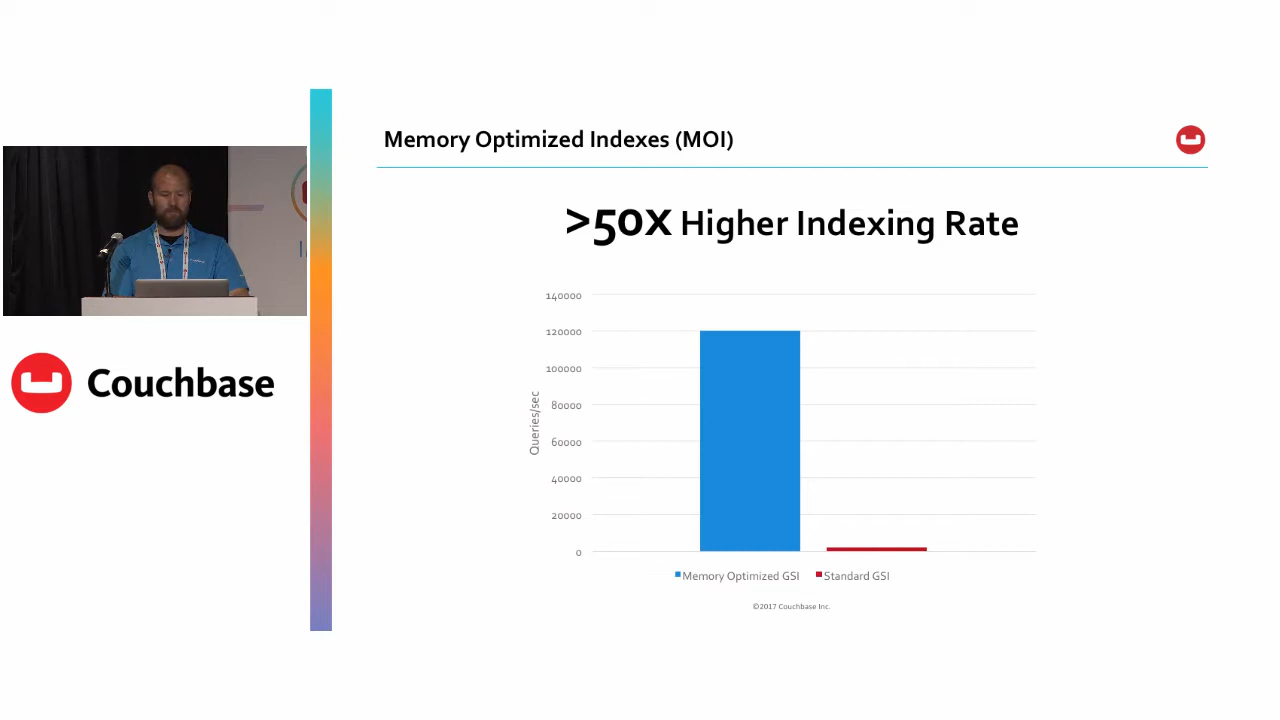 Memory Optimized Indexes (MOI)
>50X Higher Indexing Rate
Couchbase
Queries/sec
140000
120000
100000
80000
60000
40000
20000
0
Memory Optimized GSI
Standard GSI
©2017 Couchbase Inc.